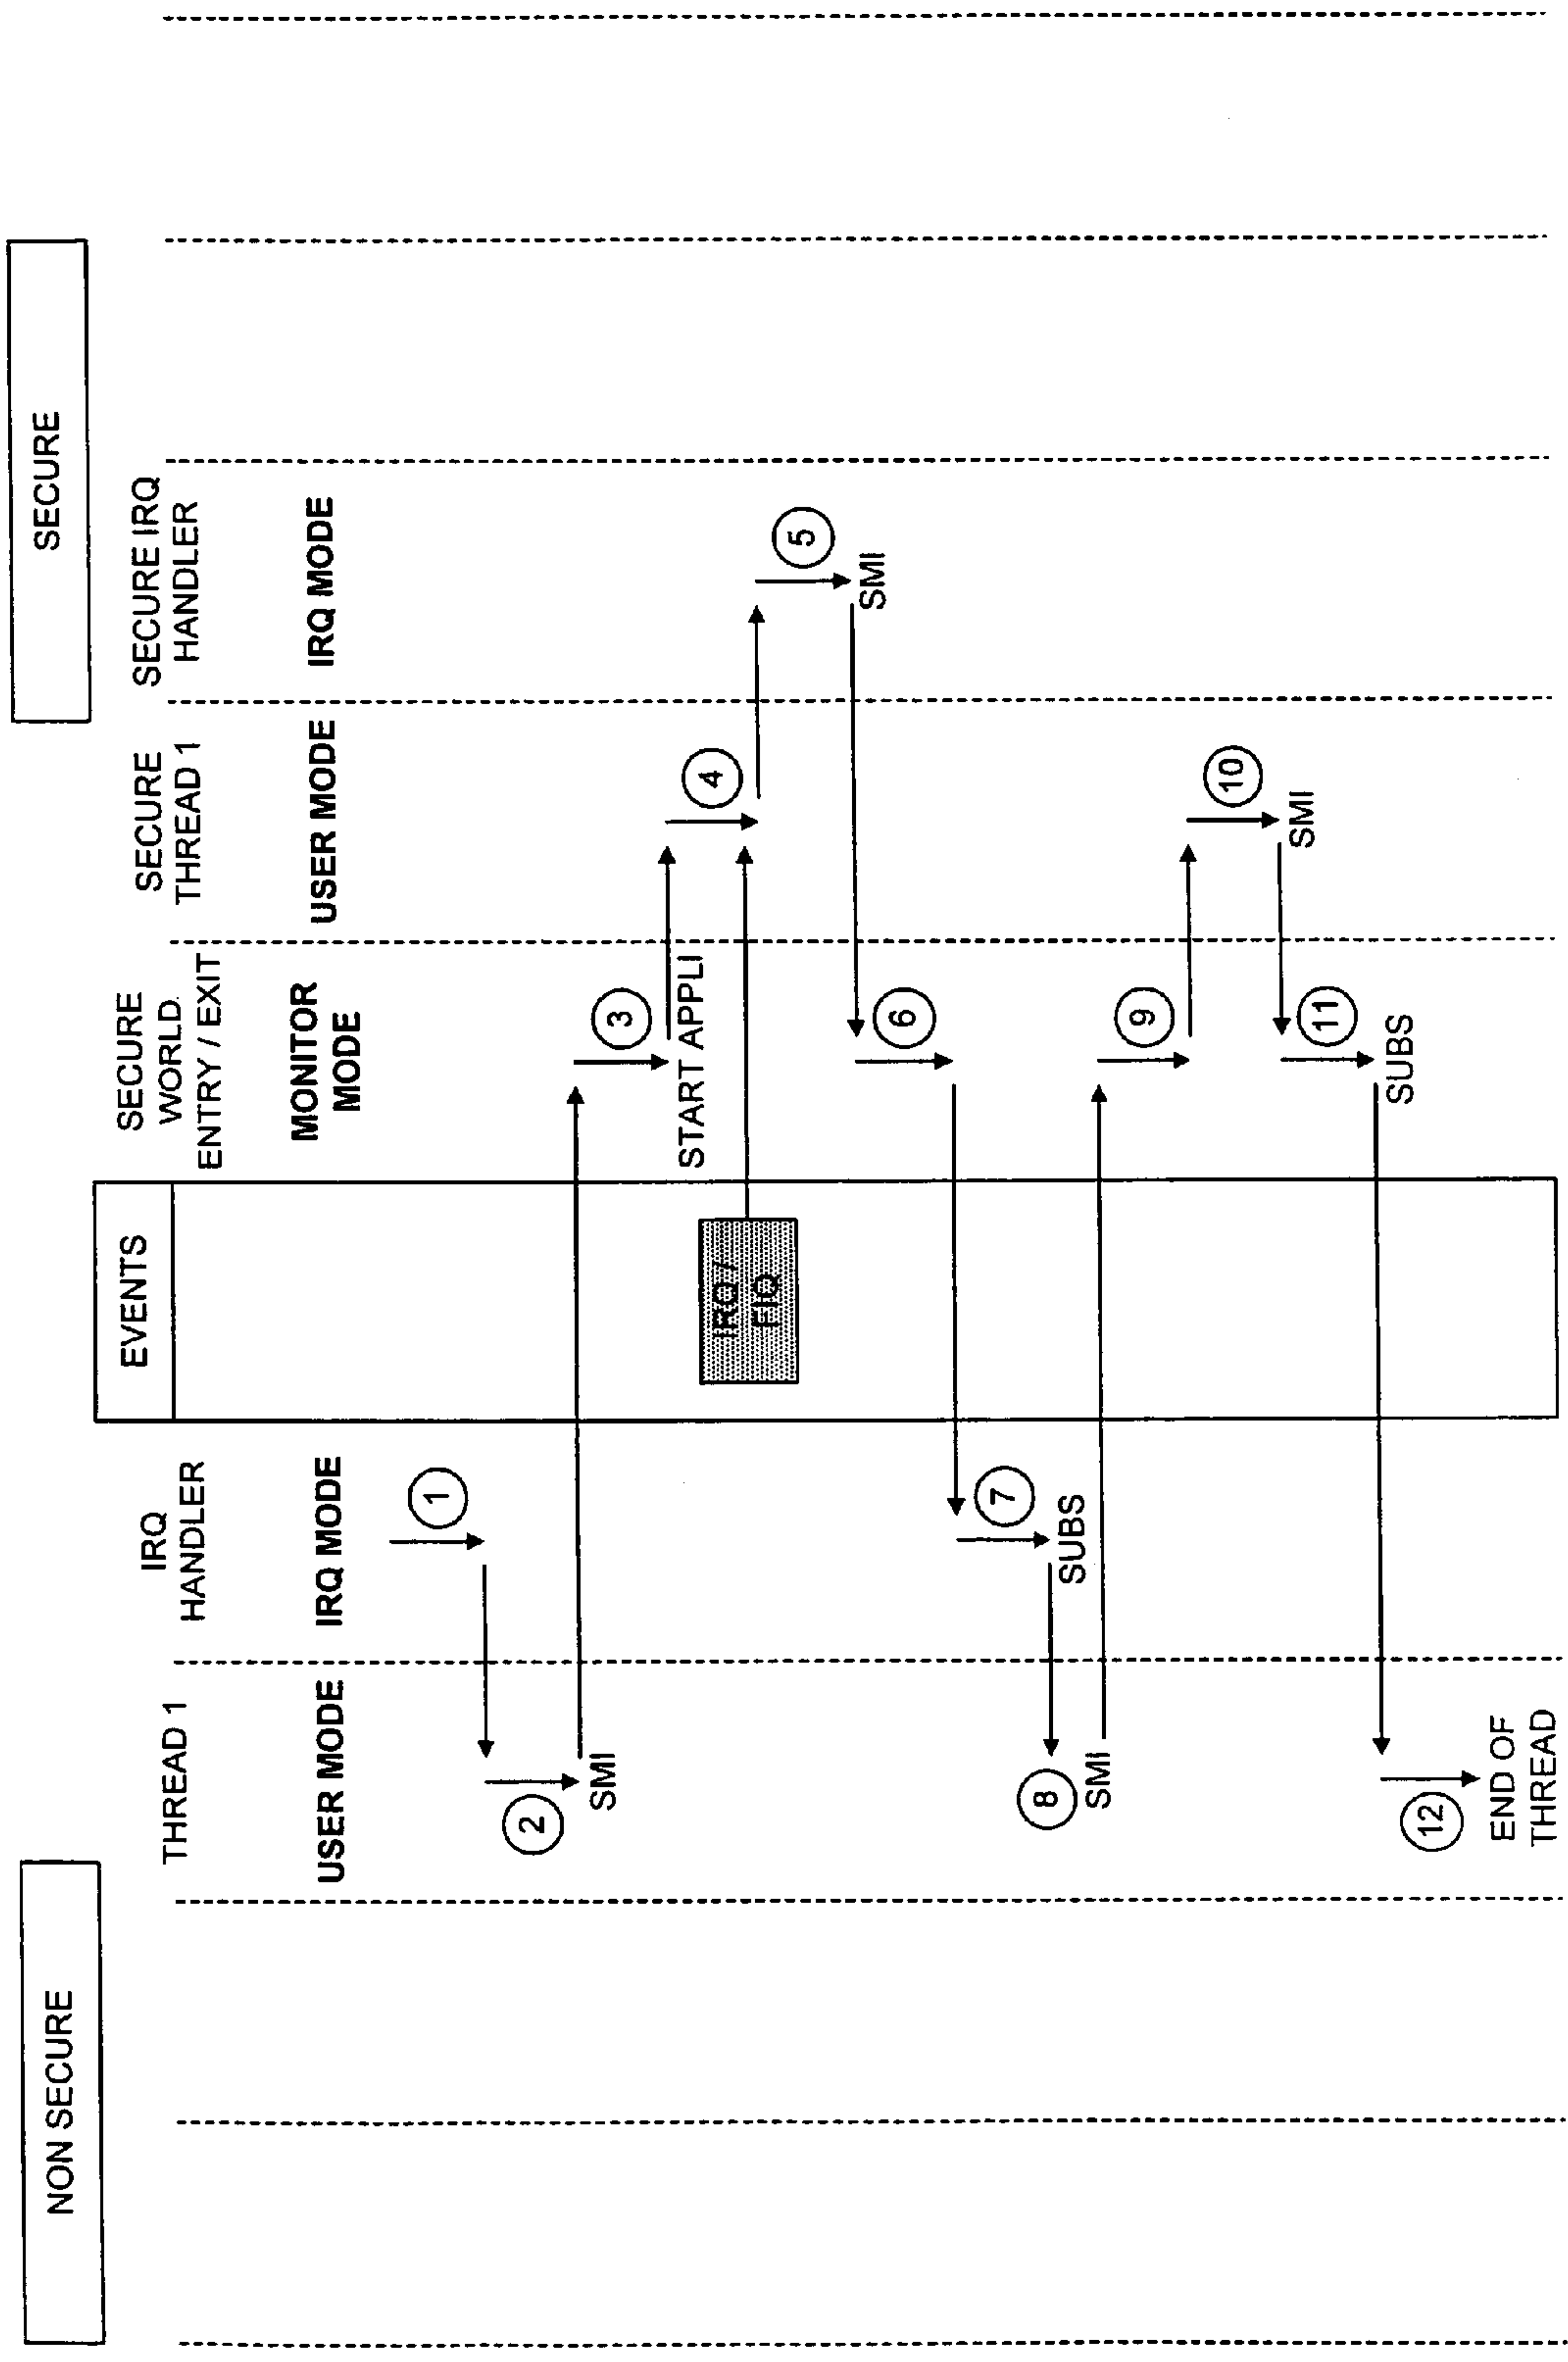 NON SECURE
SECURE
THREAD 1
USER MODE
IRQ
HANDLER
IRQ MODE
EVENTS
SECURE
WORLD.
ENTRY / EXIT
MONITOR
MODE
SECURE
THREAD 1
USER MODE
SECURE IRQ
HANDLER
IRQ MODE
1
2
SMI
3
START APPLI
IRQ /
FIQ
4
5
SMI
6
7
SUBS
8
SMI
9
10
SMI
11
SUBS
12
END OF
THREAD